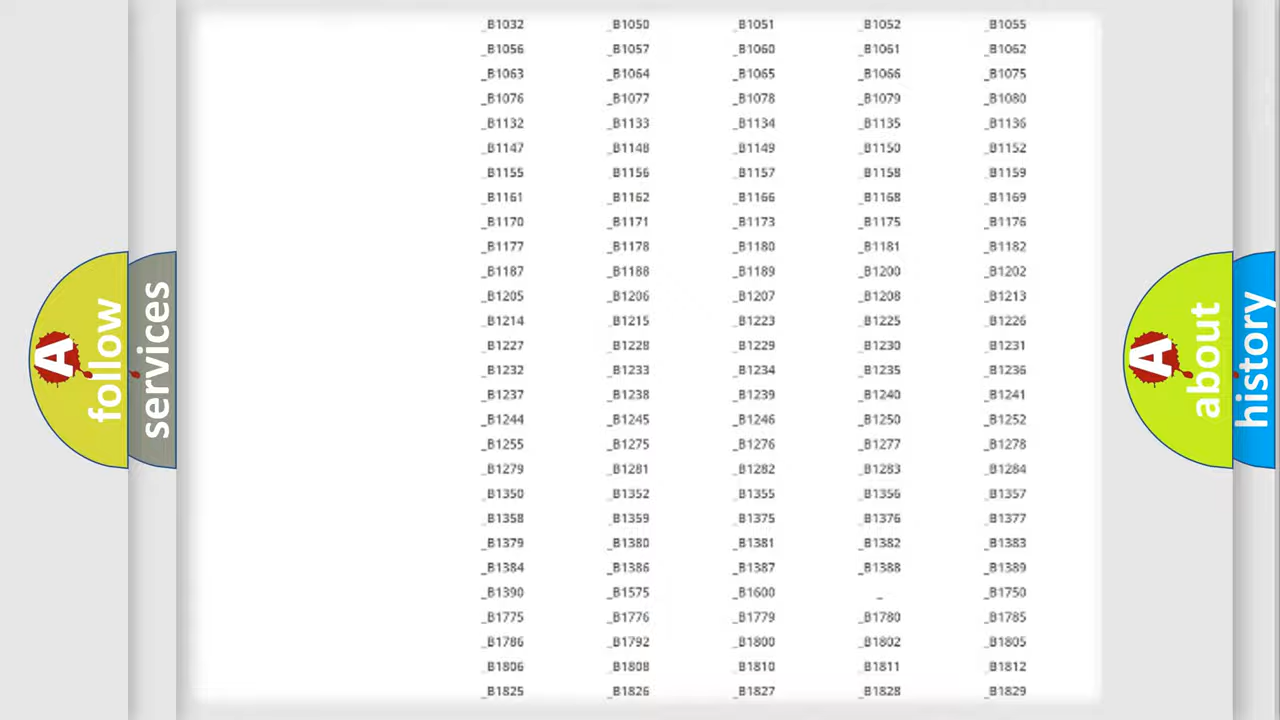 _B1032 _B1050 _B1051 _B1052 _B1055
_B1056 _B1057 _B1060 _B1061 _B1062
_B1063 _B1064 _B1065 _B1066 _B1075
_B1076 _B1077 _B1078 _B1079 _B1080
_B1132 _B1133 _B1134 _B1135 _B1136
_B1147 _B1148 _B1149 _B1150 _B1152
_B1155 _B1156 _B1157 _B1158 _B1159
_B1161 _B1162 _B1166 _B1168 _B1169
_B1170 _B1171 _B1173 _B1175 _B1176
_B1177 _B1178 _B1180 _B1181 _B1182
_B1187 _B1188 _B1189 _B1200 _B1202
_B1205 _B1206 _B1207 _B1208 _B1213
_B1214 _B1215 _B1223 _B1225 _B1226
_B1227 _B1228 _B1229 _B1230 _B1231
_B1232 _B1233 _B1234 _B1235 _B1236
_B1237 _B1238 _B1239 _B1240 _B1241
_B1244 _B1245 _B1246 _B1250 _B1252
_B1255 _B1275 _B1276 _B1277 _B1278
_B1279 _B1281 _B1282 _B1283 _B1284
_B1350 _B1352 _B1355 _B1356 _B1357
_B1358 _B1359 _B1375 _B1376 _B1377
_B1379 _B1380 _B1381 _B1382 _B1383
_B1384 _B1386 _B1387 _B1388 _B1389
_B1390 _B1575 _B1600 _ _B1750
_B1775 _B1776 _B1779 _B1780 _B1785
_B1786 _B1792 _B1800 _B1802 _B1805
_B1806 _B1808 _B1810 _B1811 _B1812
_B1825 _B1826 _B1827 _B1828 _B1829
A
follow
services
A
about
history